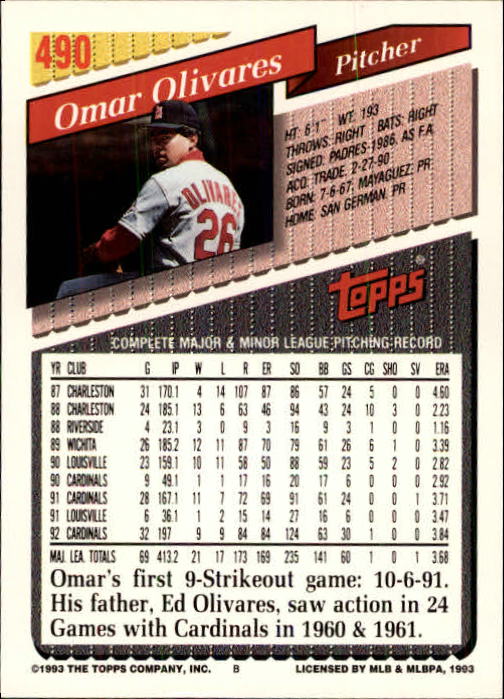 490
Omar Olivares
Pitcher
HT: 6'1" WT: 193
THROWS: RIGHT BATS: RIGHT
SIGNED: PADRES-1986, AS F.A.
ACQ: TRADE, 2-27-90
BORN: 7-6-67, MAYAGUEZ, PR.
HOME: SAN GERMAN, PR
OLIVARES
26
TOPPS®
COMPLETE MAJOR & MINOR LEAGUE PITCHING RECORD
YR CLUB G IP W L R ER SO BB GS CG SHO SV ERA
87 CHARLESTON 31 170.1 4 14 107 87 86 57 24 5 0 0 4.60
88 CHARLESTON 24 185.1 13 6 63 46 94 43 24 10 3 0 2.23
88 RIVERSIDE 4 23.1 3 0 9 3 16 9 3 1 0 0 1.16
89 WICHITA 26 185.2 12 11 87 70 79 61 26 6 1 0 3.39
90 LOUISVILLE 23 159.1 10 11 58 50 88 59 23 5 2 0 2.82
90 CARDINALS 9 49.1 1 1 17 16 20 17 6 0 0 0 2.92
91 CARDINALS 28 167.1 11 7 72 69 91 61 24 0 0 1 3.71
91 LOUISVILLE 6 36.1 1 2 15 14 27 16 6 0 0 0 3.47
92 CARDINALS 32 197 9 9 84 84 124 63 30 1 0 0 3.84
MAJ. LEA. TOTALS 69 413.2 21 17 173 169 235 141 60 1 0 1 3.68
Omar's first 9-Strikeout game: 10-6-91.
His father, Ed Olivares, saw action in 24
Games with Cardinals in 1960 & 1961.
©1993 THE TOPPS COMPANY, INC. B LICENSED BY MLB & MLBPA, 1993